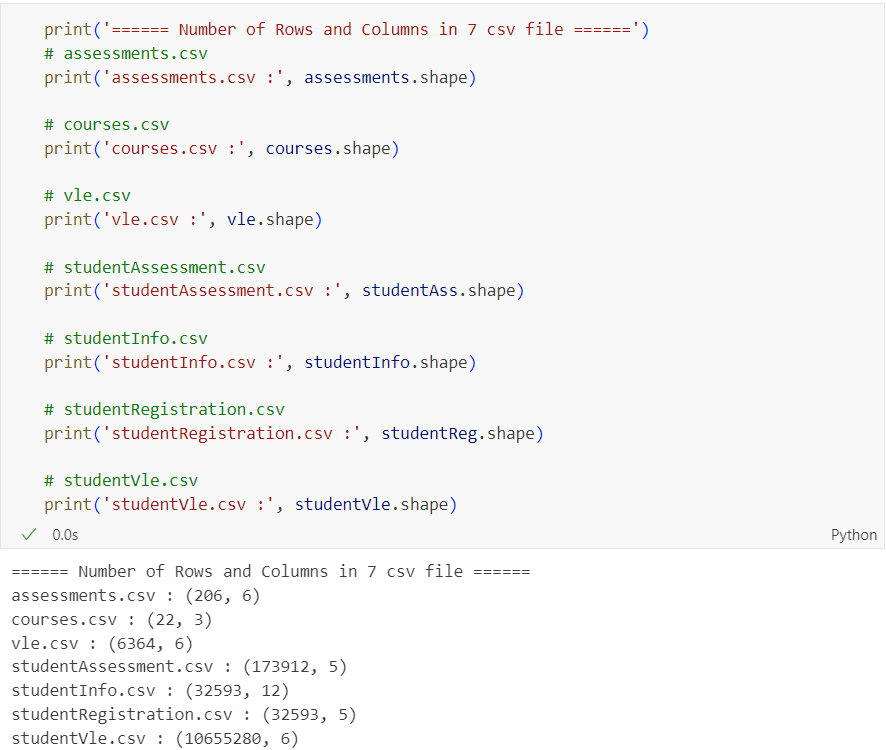 print('====== Number of Rows and Columns in 7 csv file ======')
# assessments.csv
print('assessments.csv :', assessments.shape)
# courses.csv
print('courses.csv :', courses.shape)
# vle.csv
print('vle.csv :', vle.shape)
# studentAssessment.csv
print('studentAssessment.csv :', studentAss.shape)
# studentInfo.csv
print('studentInfo.csv :', studentInfo.shape)
# studentRegistration.csv
print('studentRegistration.csv :', studentReg.shape)
# studentVle.csv
print('studentVle.csv :', studentVle.shape)
✓ 0.0s Python
====== Number of Rows and Columns in 7 csv file ======
assessments.csv : (206, 6)
courses.csv : (22, 3)
vle.csv : (6364, 6)
studentAssessment.csv : (173912, 5)
studentInfo.csv : (32593, 12)
studentRegistration.csv : (32593, 5)
studentVle.csv : (10655280, 6)